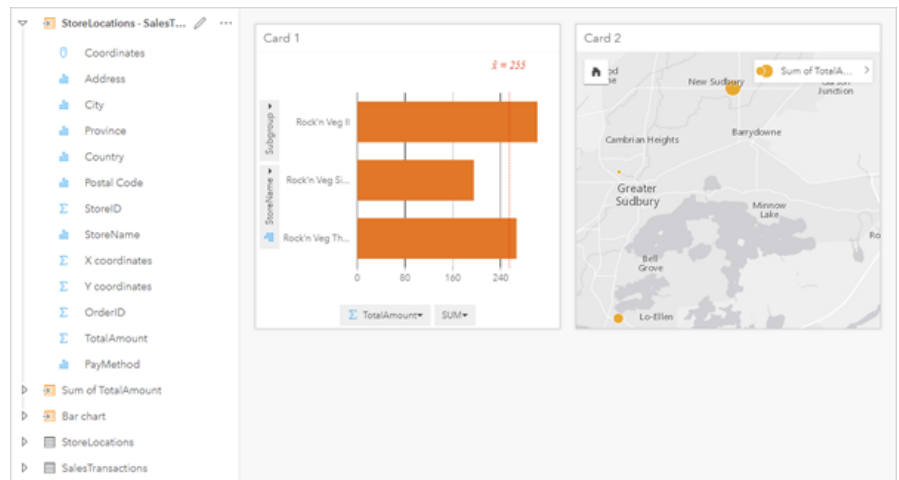 StoreLocations - SalesT...
Coordinates
Address
City
Province
Country
Postal Code
StoreID
StoreName
X coordinates
Y coordinates
OrderID
TotalAmount
PayMethod
Sum of TotalAmount
Bar chart
StoreLocations
SalesTransactions
Card 1
x̄ = 255
Subgroup
StoreName
Rock'n Veg II
Rock'n Veg Si...
Rock'n Veg Th...
0 80 160 240
TotalAmount SUM
Card 2
Sum of TotalA...
New Sudbury
Junction
Cambrian Heights
Barrydowne
Greater
Sudbury
Minnow
Lake
Ro
Bell
Grove
Lo-Ellen